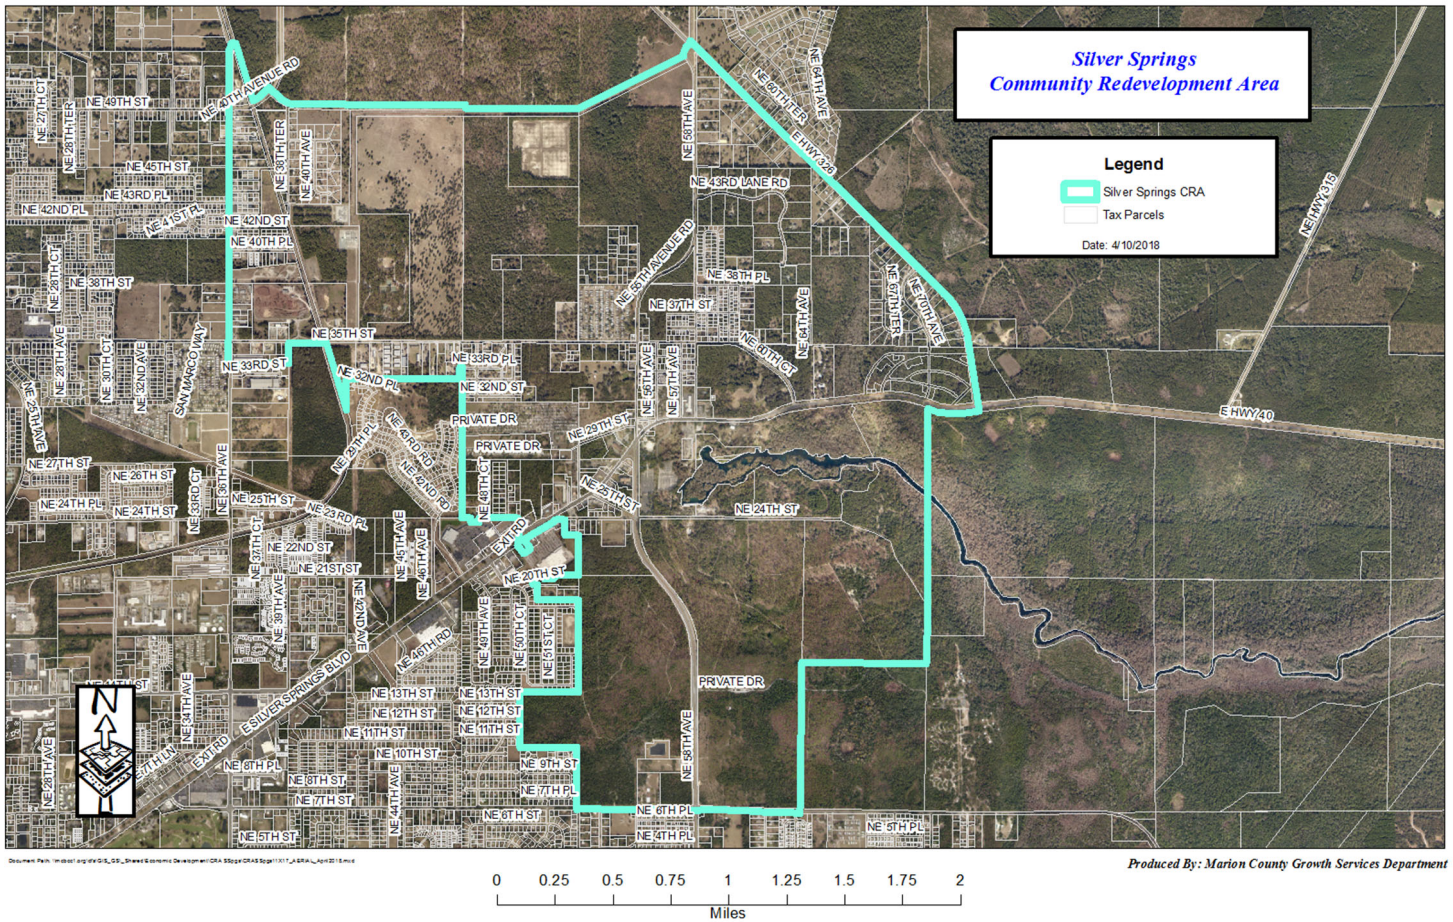 Silver Springs
Community Redevelopment Area
Legend
Silver Springs CRA
Tax Parcels
Date: 4/10/2018
NE 40TH AVENUE RD
NE 49TH ST
NE 27TH CT
NE 28TH TER
NE 38TH TER
NE 40TH AVE
NE 45TH ST
NE 43RD PL
NE 42ND PL
NE 41ST PL
NE 42ND ST
NE 40TH PL
NE 28TH CT
NE 38TH ST
NE 58TH AVE
NE 60TH TER
NE 64TH AVE
E HWY 326
NE 43RD LANE RD
NE 55TH AVENUE RD
NE 38TH PL
NE 37TH ST
NE 64TH AVE
NE 67TH TER
NE 70TH AVE
NE HWY 315
NE 35TH ST
NE 33RD ST
SAN MARCO WAY
NE 28TH AVE
NE 30TH CT
NE 32ND AVE
NE 25TH AVE
NE 32ND PL
NE 33RD PL
NE 32ND ST
NE 56TH AVE
NE 57TH AVE
NE 60TH CT
E HWY 40
PRIVATE DR
NE 29TH ST
NE 29TH PL
NE 43RD RD
NE 42ND RD
PRIVATE DR
NE 48TH CT
NE 25TH ST
NE 24TH ST
NE 27TH ST
NE 26TH ST
NE 24TH PL
NE 24TH ST
NE 33RD CT
NE 36TH AVE
NE 25TH ST
NE 23RD PL
NE 37TH CT
NE 22ND ST
NE 21ST ST
NE 39TH AVE
NE 42ND AVE
NE 45TH AVE
NE 46TH AVE
EXIT RD
NE 20TH ST
NE 49TH AVE
NE 50TH CT
NE 51ST CT
NE 46TH RD
E SILVER SPRINGS BLVD
NE 34TH AVE
NE 13TH ST
NE 12TH ST
NE 11TH ST
NE 10TH ST
NE 13TH ST
NE 12TH ST
NE 11TH ST
PRIVATE DR
NE 58TH AVE
EXIT RD
NE 8TH PL
NE 8TH ST
NE 7TH ST
NE 5TH ST
NE 44TH AVE
NE 9TH ST
NE 7TH PL
NE 6TH ST
NE 6TH PL
NE 4TH PL
NE 5TH PL
NE 28TH AVE
N
Produced By: Marion County Growth Services Department
0 0.25 0.5 0.75 1 1.25 1.5 1.75 2
Miles